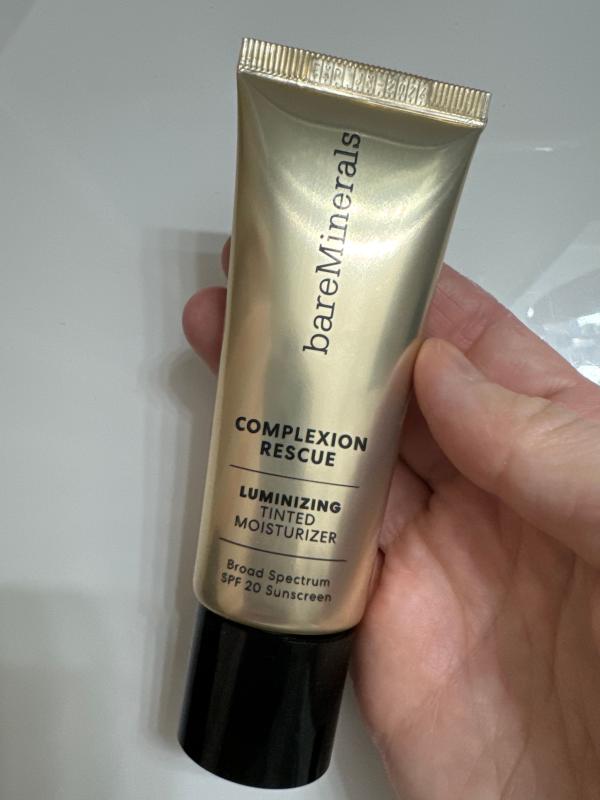 bareMinerals
COMPLEXION
RESCUE
LUMINIZING
TINTED
MOISTURIZER
Broad Spectrum
SPF 20 Sunscreen